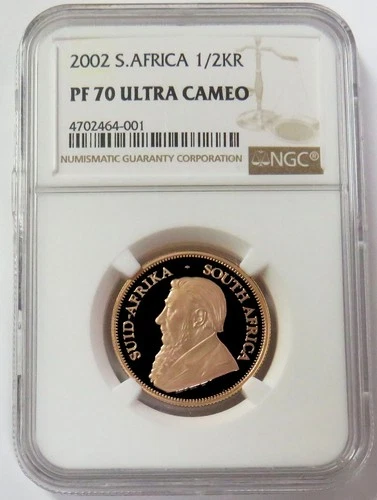 2002 S.AFRICA 1/2KR
PF 70 ULTRA CAMEO
4702464-001
NUMISMATIC GUARANTY CORPORATION
NGC®
SUID-AFRIKA · SOUTH AFRICA